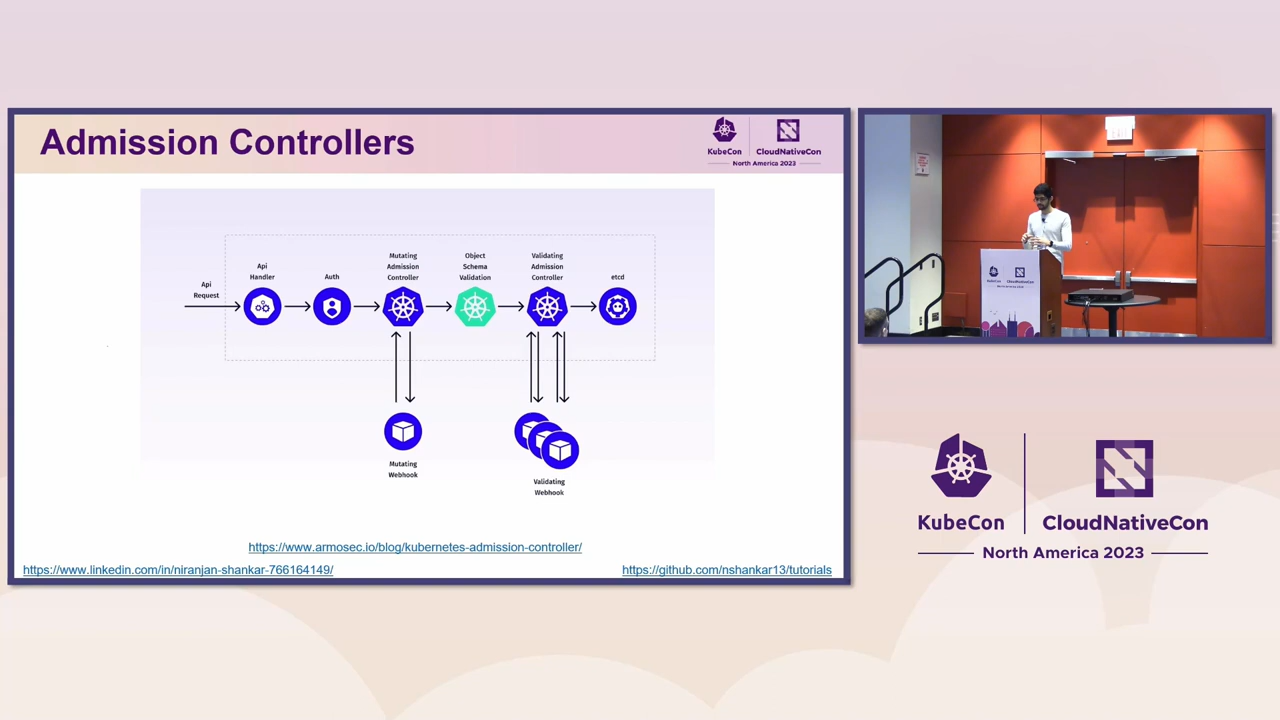 Admission Controllers
KubeCon
CloudNativeCon
North America 2023
Api
Request
Api
Handler
Auth
Mutating
Admission
Controller
Object
Schema
Validation
Validating
Admission
Controller
etcd
Mutating
Webhook
Validating
Webhook
https://www.armosec.io/blog/kubernetes-admission-controller/
https://www.linkedin.com/in/niranjan-shankar-766164149/
https://github.com/nshankar13/tutorials
KubeCon
CloudNativeCon
North America 2023